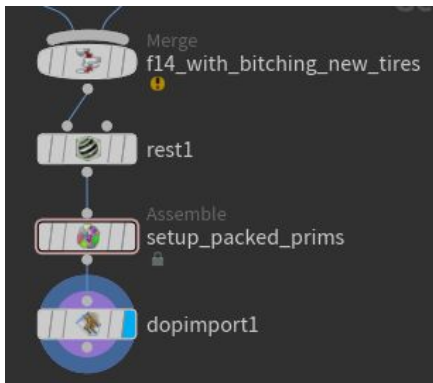 Merge
f14_with_bitching_new_tires
rest1
Assemble
setup_packed_prims
dopimport1